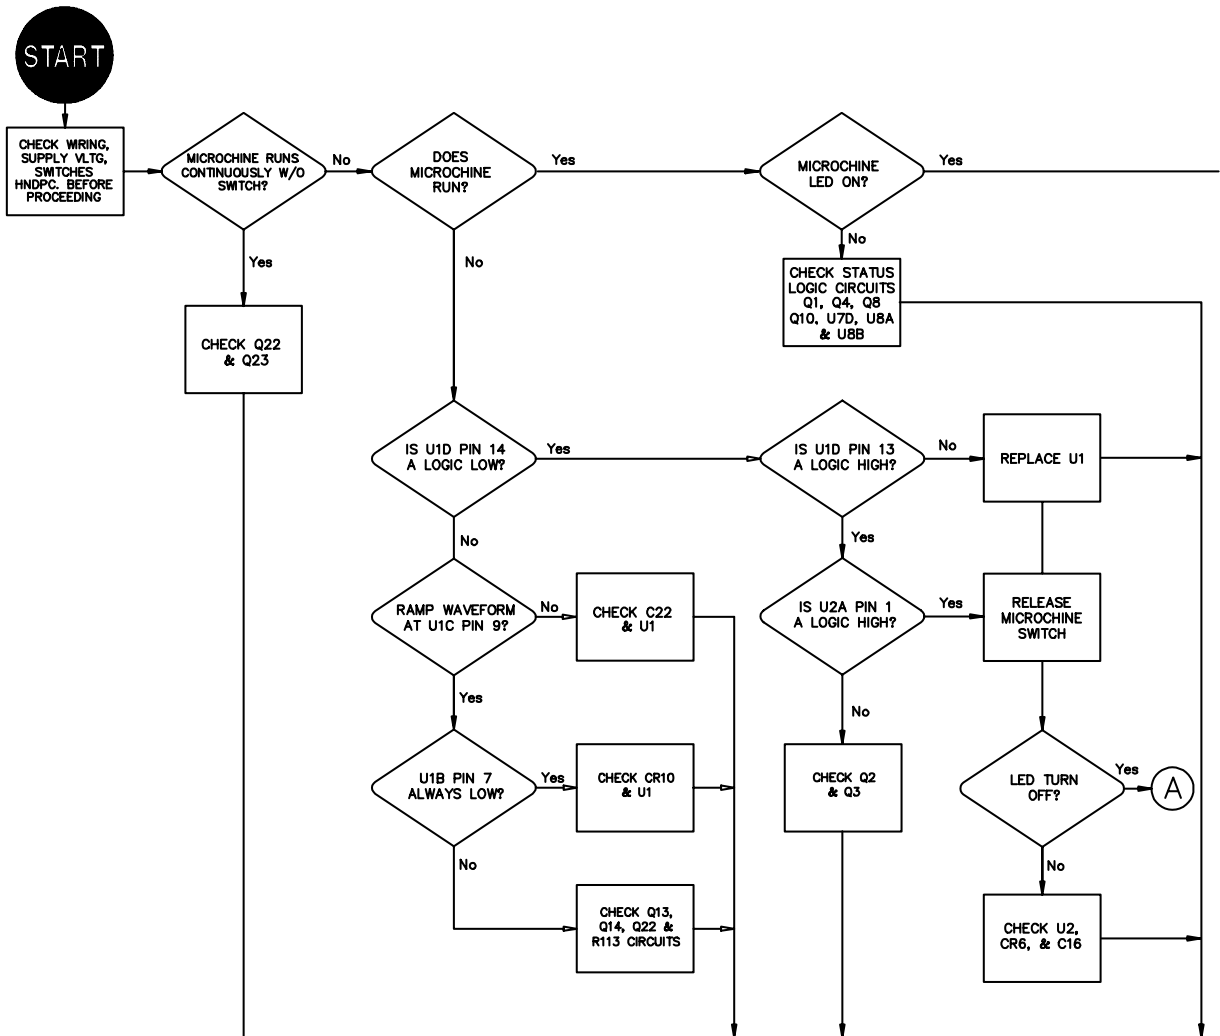 START
CHECK WIRING,
SUPPLY VLTG,
SWITCHES
HNDPC. BEFORE
PROCEEDING
MICROCHINE RUNS
CONTINUOUSLY W/O
SWITCH?
No
DOES
MICROCHINE
RUN?
Yes
MICROCHINE
LED ON?
Yes
Yes
No
No
CHECK STATUS
LOGIC CIRCUITS
Q1, Q4, Q8
Q10, U7D, U8A
& U8B
CHECK Q22
& Q23
IS U1D PIN 14
A LOGIC LOW?
Yes
IS U1D PIN 13
A LOGIC HIGH?
No
REPLACE U1
No
Yes
RAMP WAVEFORM
AT U1C PIN 9?
No
CHECK C22
& U1
IS U2A PIN 1
A LOGIC HIGH?
Yes
RELEASE
MICROCHINE
SWITCH
Yes
No
U1B PIN 7
ALWAYS LOW?
Yes
CHECK CR10
& U1
CHECK Q2
& Q3
LED TURN
OFF?
Yes
A
No
No
CHECK Q13,
Q14, Q22 &
R113 CIRCUITS
CHECK U2,
CR6, & C16